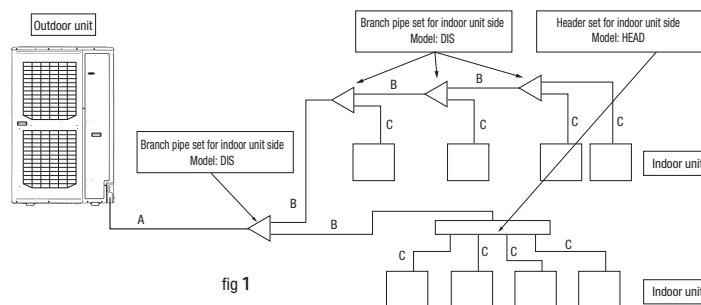 Outdoor unit
Branch pipe set for indoor unit side
Model: DIS
Header set for indoor unit side
Model: HEAD
B
B
C
C
C
C
Indoor unit
Branch pipe set for indoor unit side
Model: DIS
B
A
B
C
C
C
C
fig 1
Indoor unit